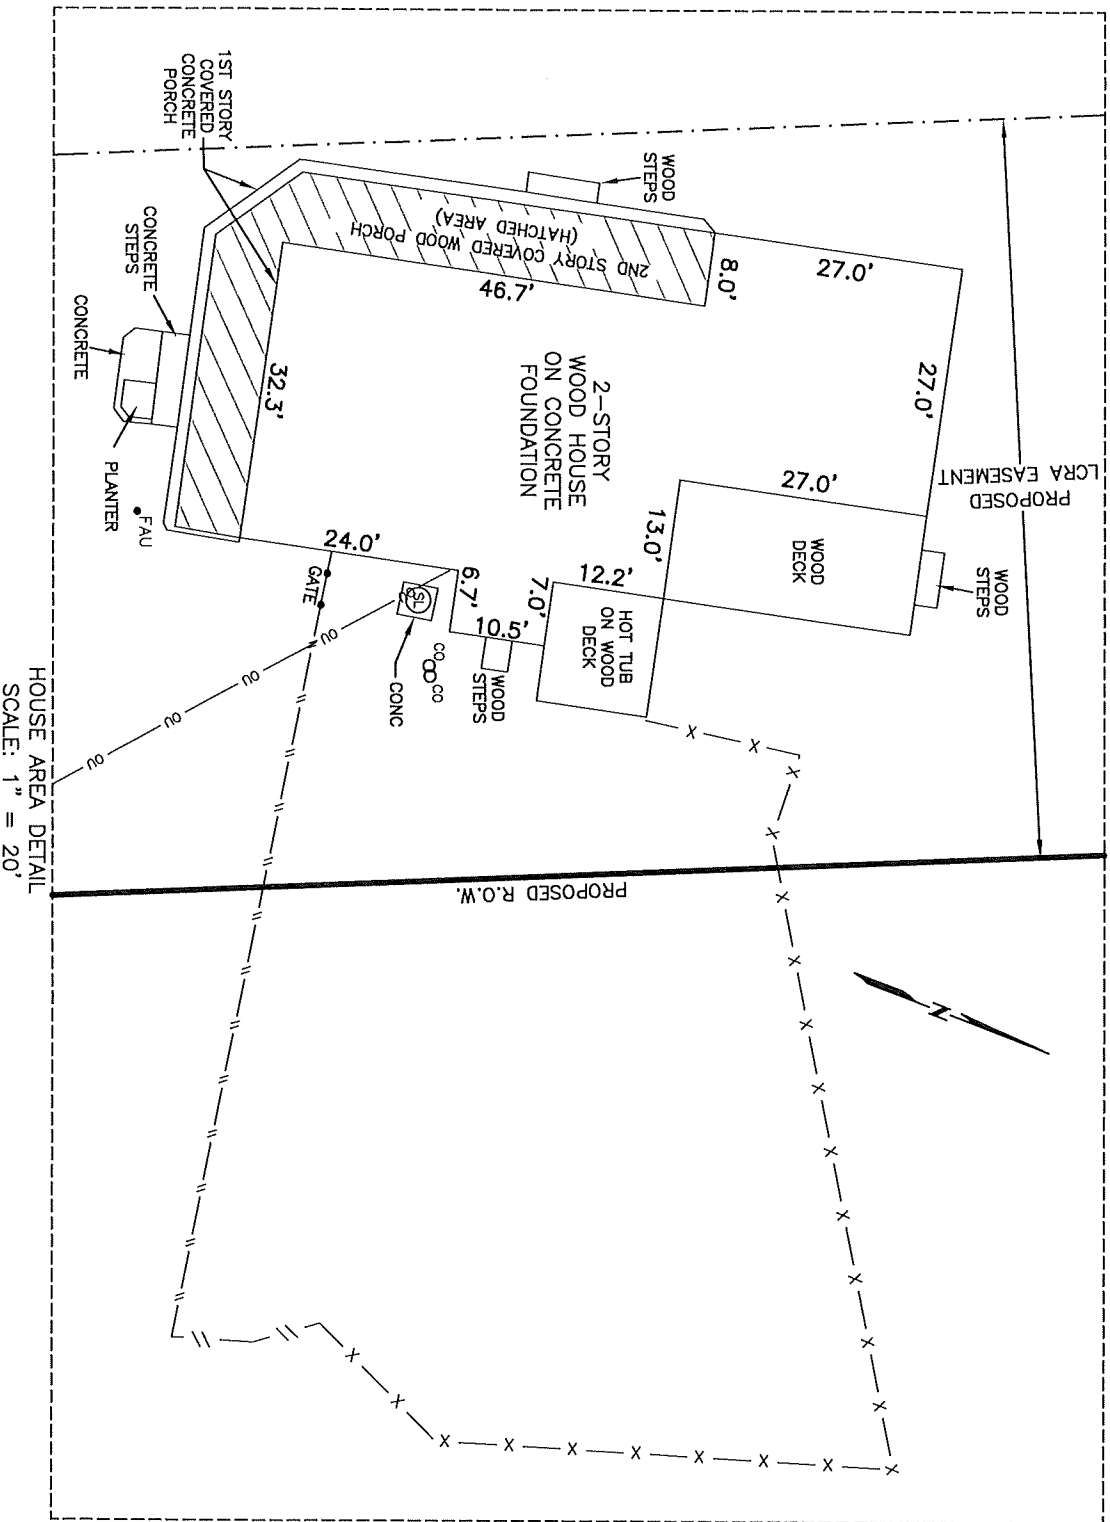 1ST STORY
COVERED
CONCRETE
PORCH
WOOD
STEPS
2ND STORY COVERED WOOD PORCH
(HATCHED AREA)
8.0'
27.0'
27.0'
46.7'
CONCRETE
STEPS
CONCRETE
32.3'
2-STORY
WOOD HOUSE
ON CONCRETE
FOUNDATION
27.0'
PROPOSED
LCRA EASEMENT
WOOD
DECK
WOOD
STEPS
13.0'
12.2'
PLANTER
FAU
24.0'
GATE
6.7'
7.0'
10.5'
HOT TUB
ON WOOD
DECK
SL
CONC
CO
CO
WOOD
STEPS
OU
OU
OU
OU
PROPOSED R.O.W.
N
HOUSE AREA DETAIL
SCALE: 1" = 20'